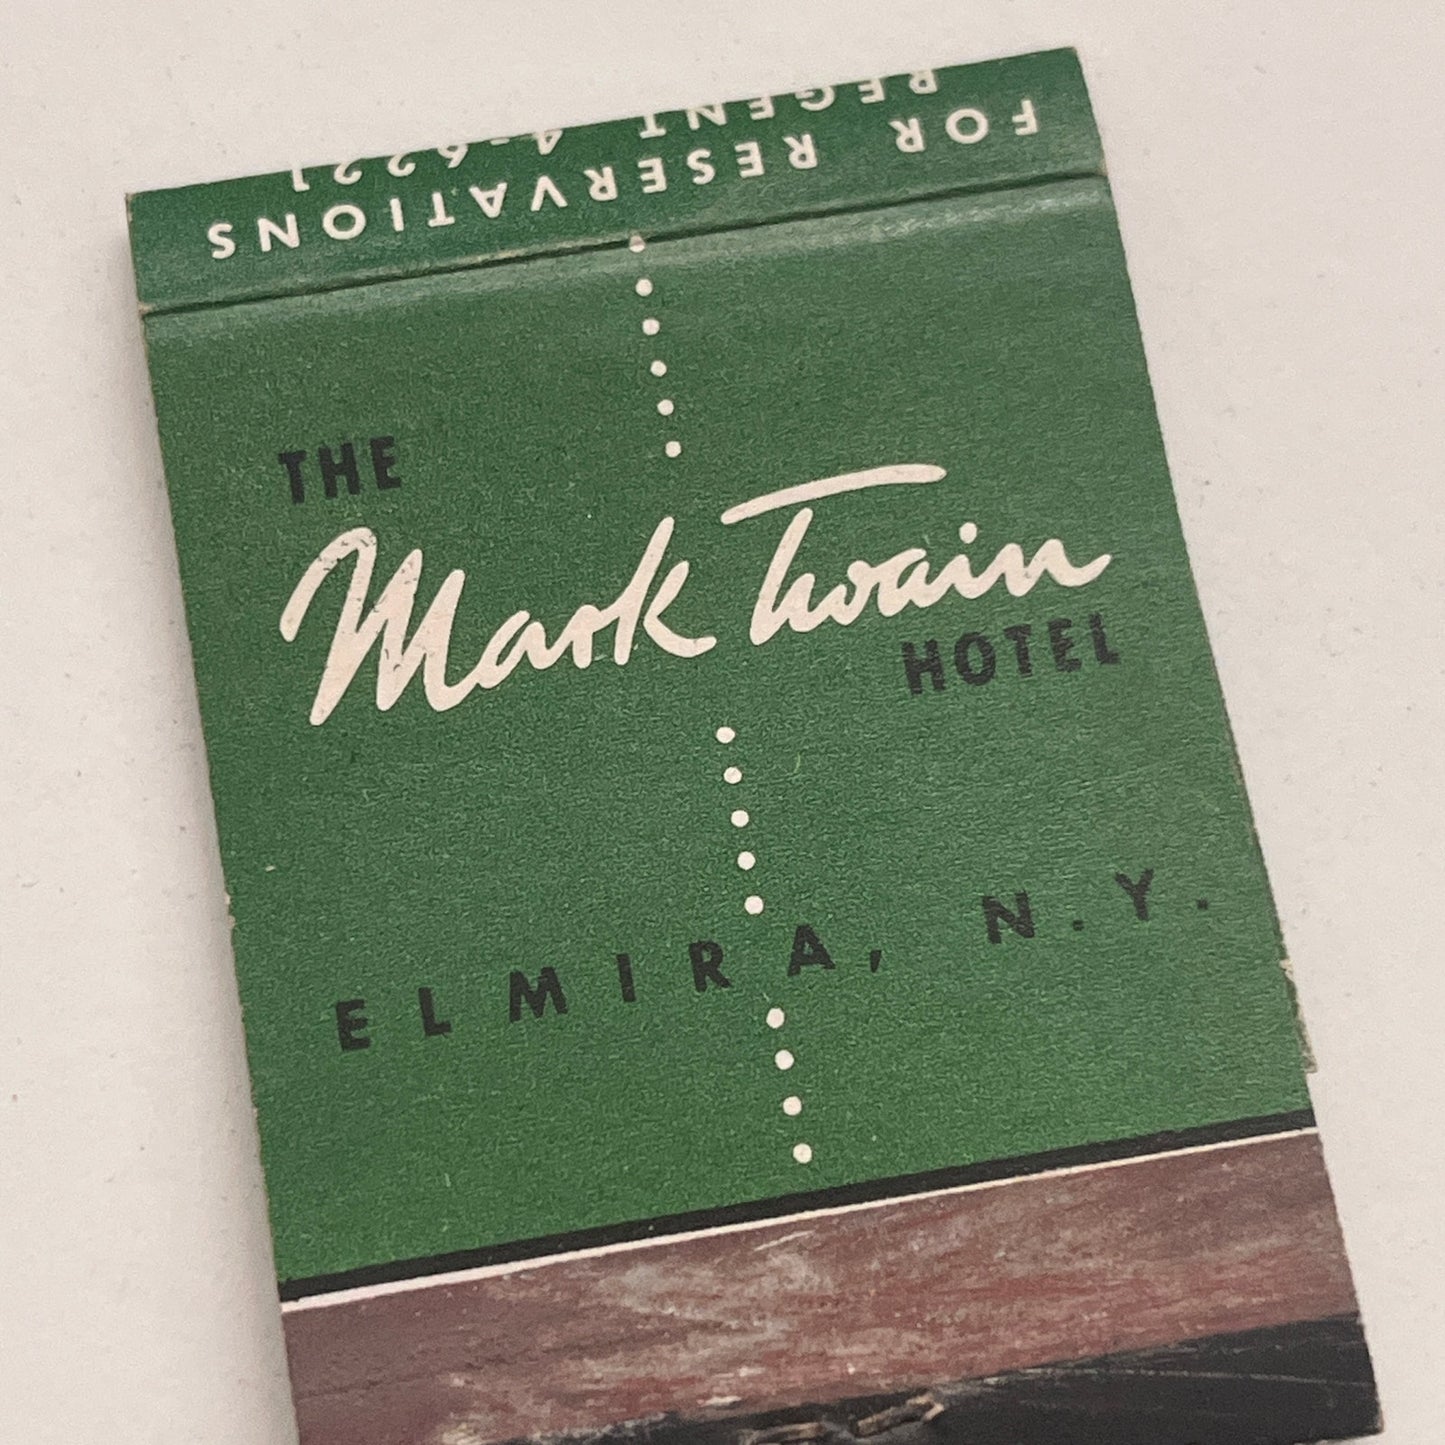 FOR RESERVATIONS
REGENT 4-6221
THE
Mark Twain
HOTEL
ELMIRA, N.Y.